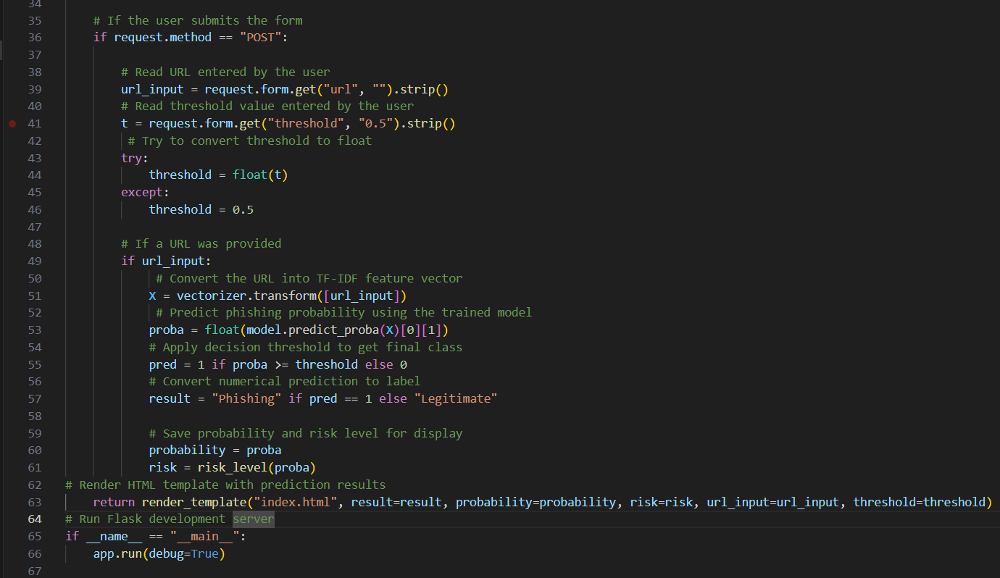 34
35 # If the user submits the form
36 if request.method == "POST":
37
38 # Read URL entered by the user
39 url_input = request.form.get("url", "").strip()
40 # Read threshold value entered by the user
41 t = request.form.get("threshold", "0.5").strip()
42 # Try to convert threshold to float
43 try:
44 threshold = float(t)
45 except:
46 threshold = 0.5
47
48 # If a URL was provided
49 if url_input:
50 # Convert the URL into TF-IDF feature vector
51 X = vectorizer.transform([url_input])
52 # Predict phishing probability using the trained model
53 proba = float(model.predict_proba(X)[0][1])
54 # Apply decision threshold to get final class
55 pred = 1 if proba >= threshold else 0
56 # Convert numerical prediction to label
57 result = "Phishing" if pred == 1 else "Legitimate"
58
59 # Save probability and risk level for display
60 probability = proba
61 risk = risk_level(proba)
62 # Render HTML template with prediction results
63 return render_template("index.html", result=result, probability=probability, risk=risk, url_input=url_input, threshold=threshold)
64 # Run Flask development server
65 if __name__ == "__main__":
66 app.run(debug=True)
67